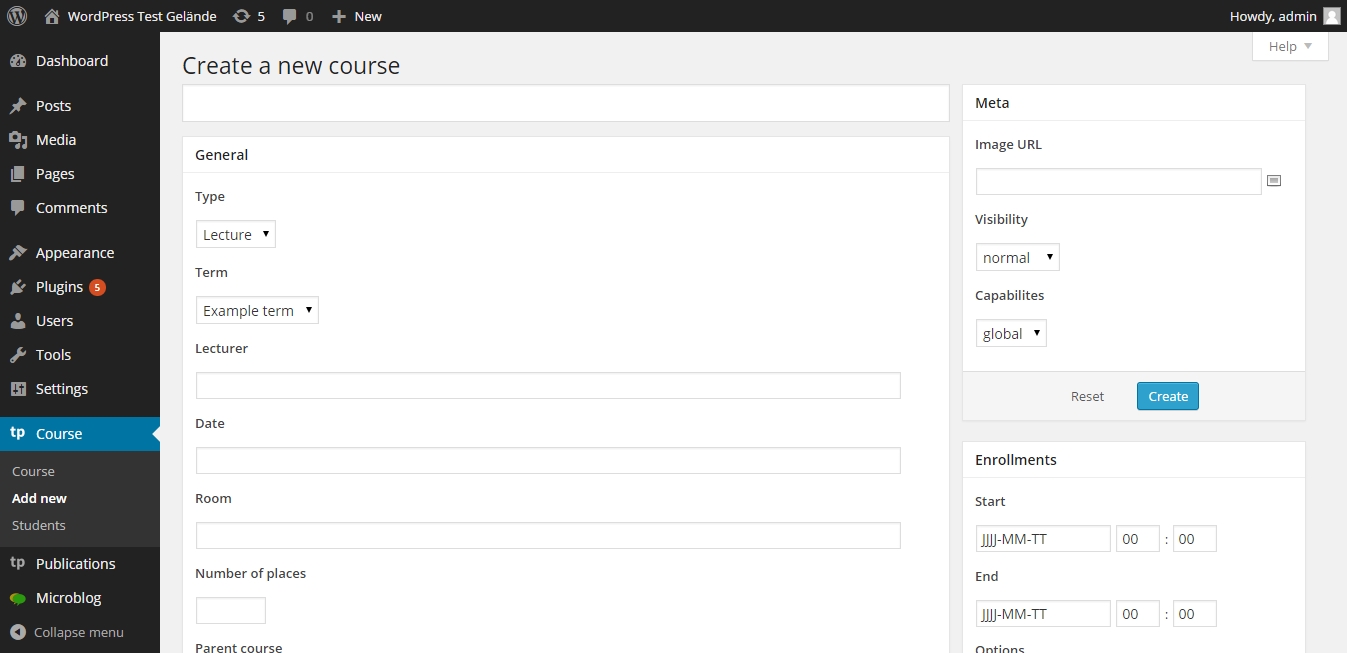 WordPress Test Gelände 5 0 New Howdy, admin
Help
Dashboard
Posts
Media
Pages
Comments
Appearance
Plugins 5
Users
Tools
Settings
tp Course
Course
Add new
Students
tp Publications
Microblog
Collapse menu
Create a new course
General
Type
Lecture
Term
Example term
Lecturer
Date
Room
Number of places
Parent course
Meta
Image URL
Visibility
normal
Capabilites
global
Reset Create
Enrollments
Start
JJJJ-MM-TT 00 : 00
End
JJJJ-MM-TT 00 : 00
Options